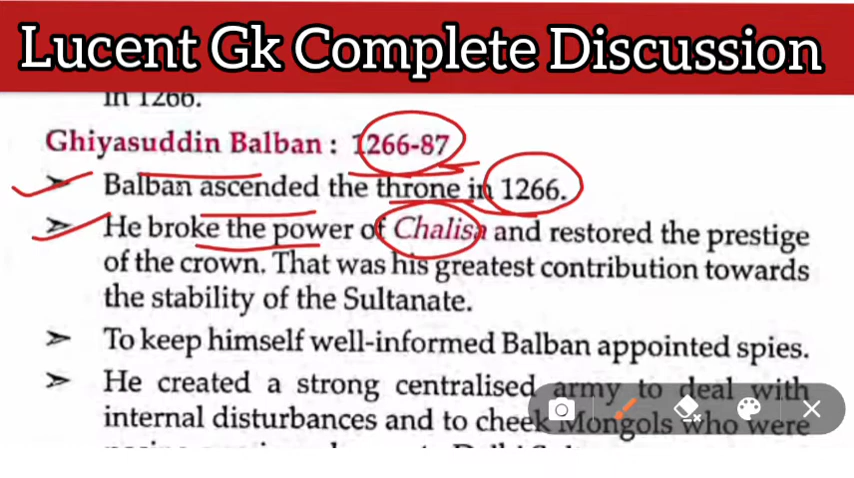 Lucent Gk Complete Discussion
in 1266.
Ghiyasuddin Balban : 1266-87
➢ Balban ascended the throne in 1266.
➢ He broke the power of Chalisa and restored the prestige
of the crown. That was his greatest contribution towards
the stability of the Sultanate.
➢ To keep himself well-informed Balban appointed spies.
➢ He created a strong centralised army to deal with
internal disturbances and to cheek Mongols who were